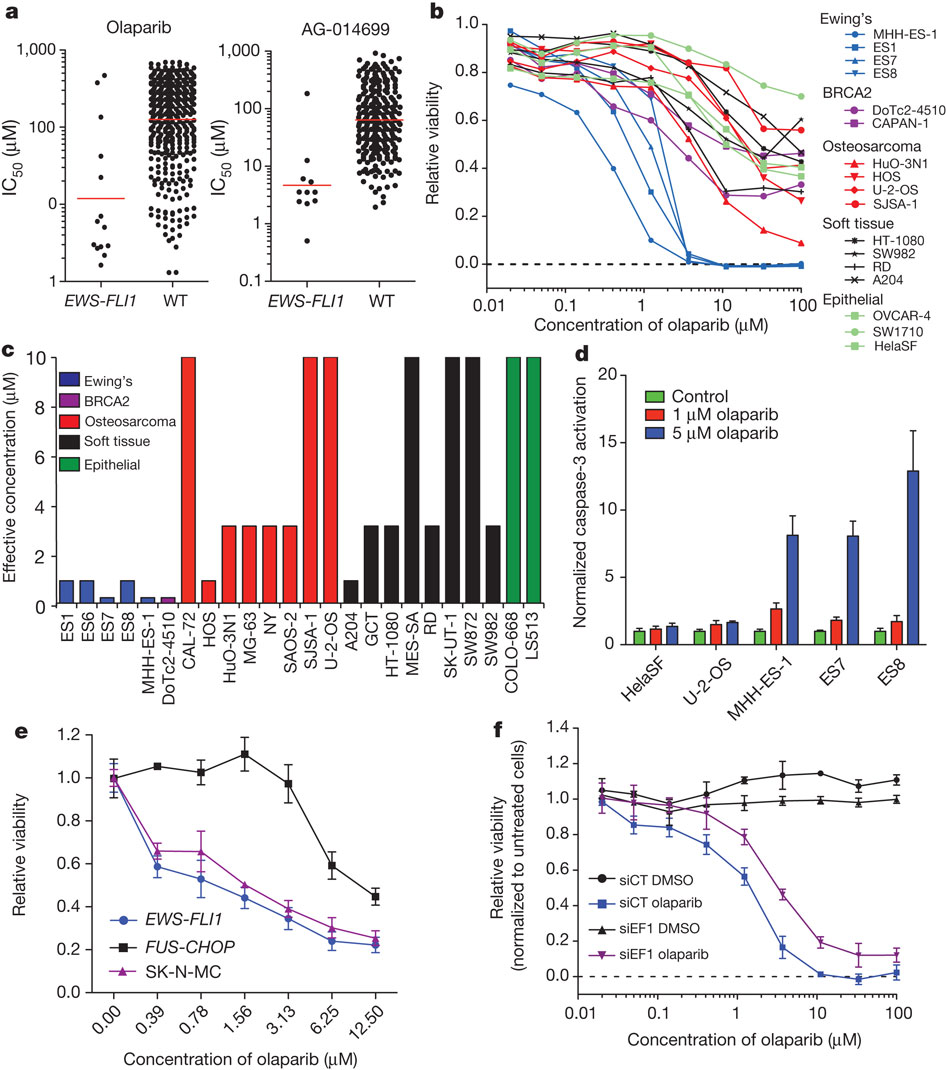 a
Olaparib
AG-014699
IC50 (μM)
1,000
100
0
1
EWS-FLI1
WT
IC50 (μM)
1,000
100
10
1
0.1
EWS-FLI1
WT
b
Relative viability
1.0
0.8
0.6
0.4
0.2
0.0
0.01
0.1
1
10
100
Concentration of olaparib (μM)
Ewing's
MHH-ES-1
ES1
ES7
ES8
BRCA2
DoTc2-4510
CAPAN-1
Osteosarcoma
HuO-3N1
HOS
U-2-OS
SJSA-1
Soft tissue
HT-1080
SW982
RD
A204
Epithelial
OVCAR-4
SW1710
HelaSF
c
Effective concentration (μM)
10
8
6
4
2
0
Ewing's
BRCA2
Osteosarcoma
Soft tissue
Epithelial
ES1
ES6
ES7
ES8
MHH-ES-1
DoTc2-4510
CAL-72
HOS
HuO-3N1
MG-63
NY
SAOS-2
SJSA-1
U-2-OS
A204
GCT
HT-1080
MES-SA
RD
SK-UT-1
SW872
SW982
COLO-668
LS513
d
Normalized caspase-3 activation
20
15
10
5
0
Control
1 μM olaparib
5 μM olaparib
HelaSF
U-2-OS
MHH-ES-1
ES7
ES8
e
Relative viability
1.2
1.0
0.8
0.6
0.4
0.2
0.0
EWS-FLI1
FUS-CHOP
SK-N-MC
0.00
0.39
0.78
1.56
3.13
6.25
12.50
Concentration of olaparib (μM)
f
Relative viability
(normalized to untreated cells)
1.4
1.2
1.0
0.8
0.6
0.4
0.2
0.0
siCT DMSO
siCT olaparib
siEF1 DMSO
siEF1 olaparib
0.01
0.1
1
10
100
Concentration of olaparib (μM)